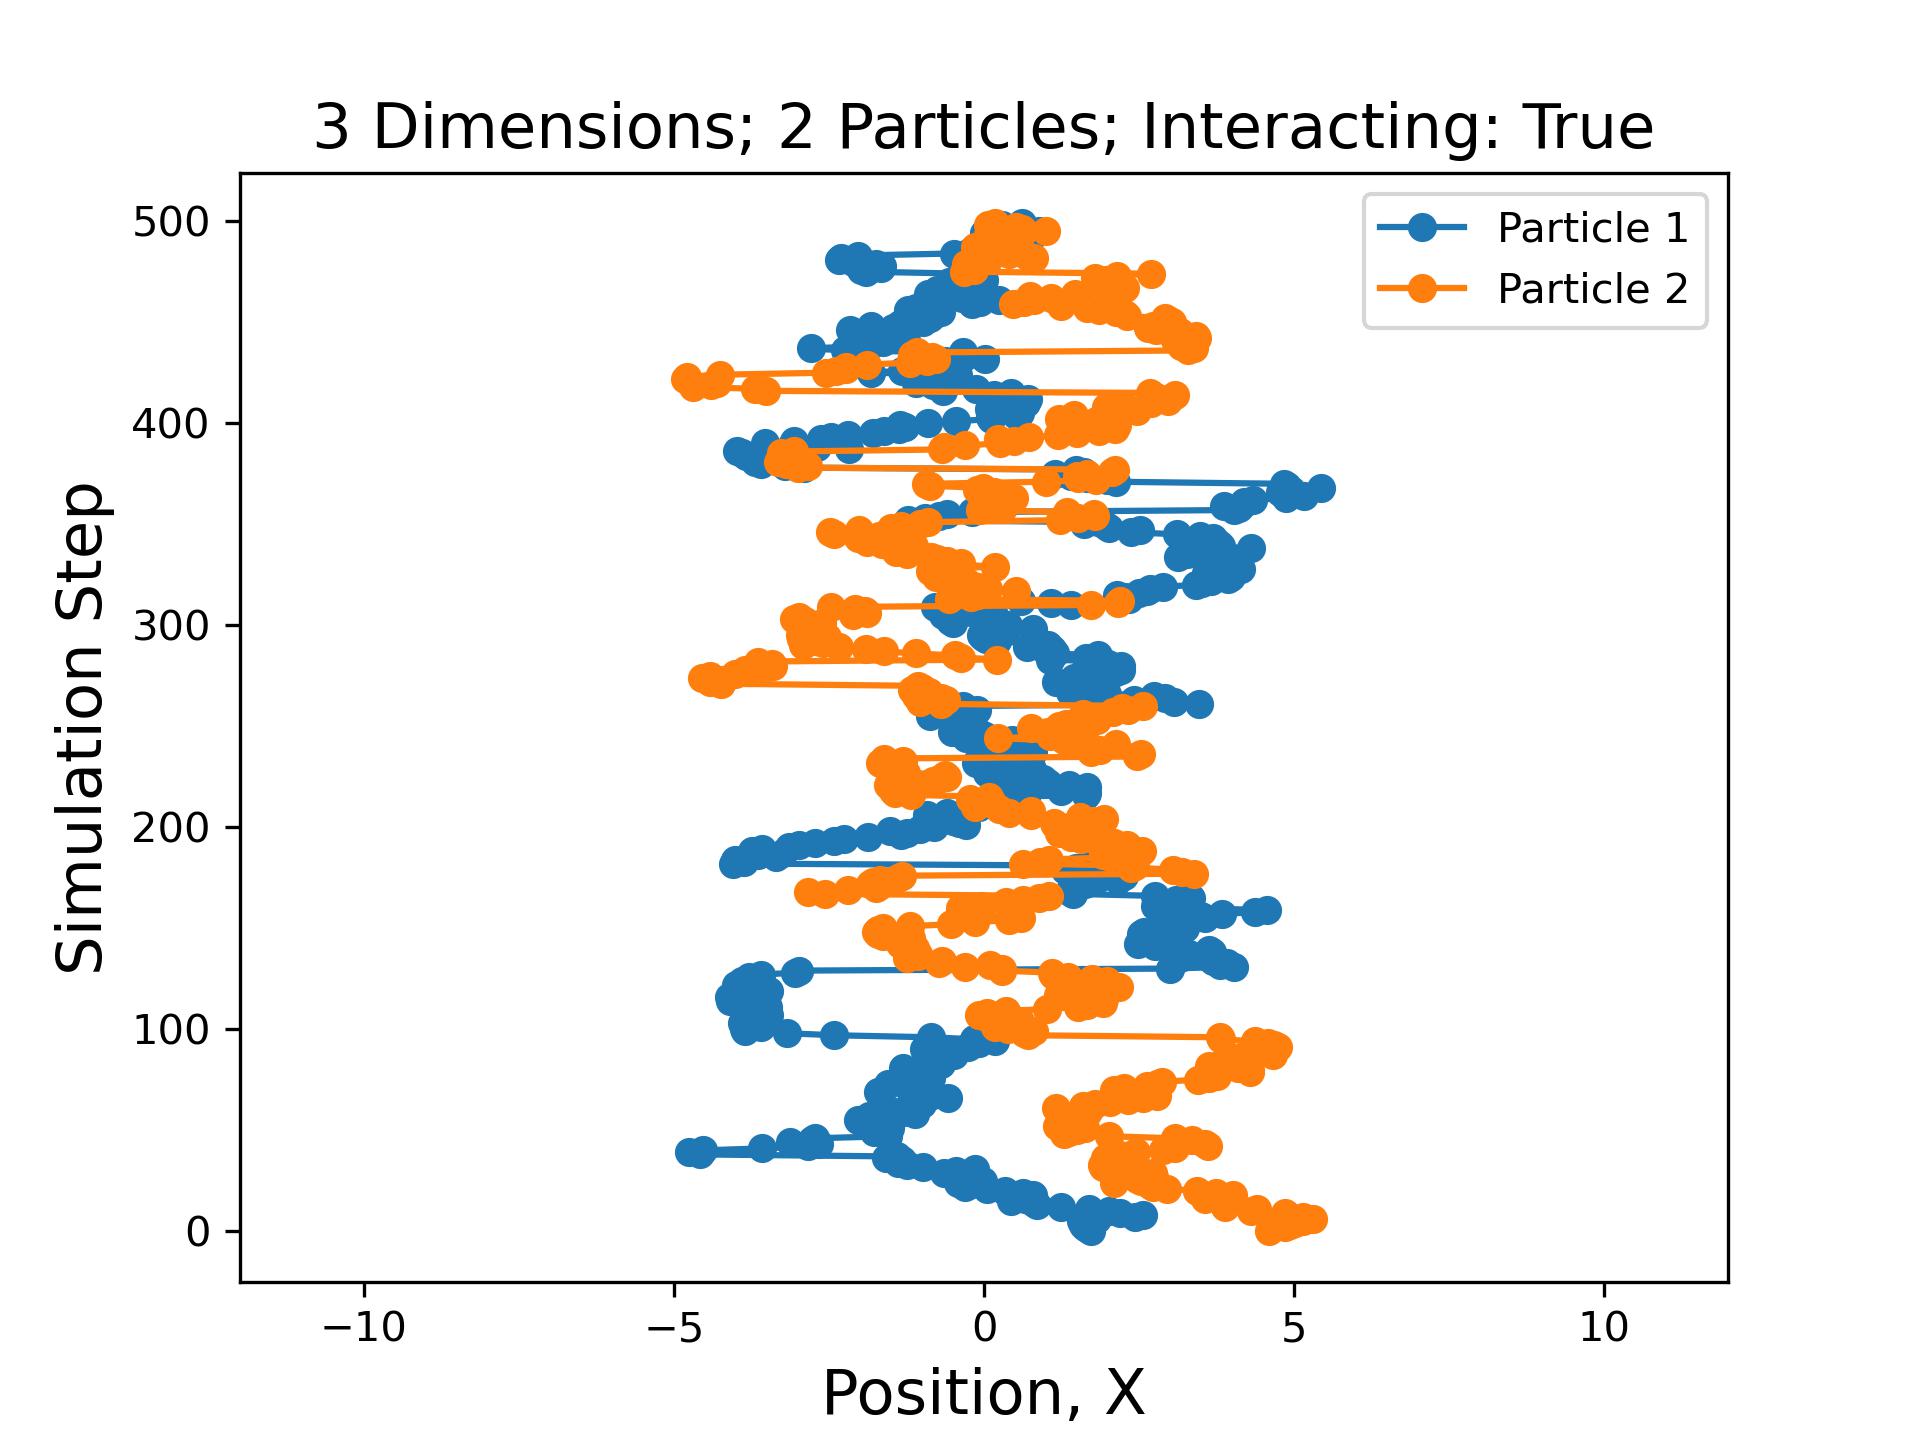 3 Dimensions; 2 Particles; Interacting: True
Particle 1
Particle 2
Simulation Step
500
400
300
200
100
0
−10
−5
0
5
10
Position, X